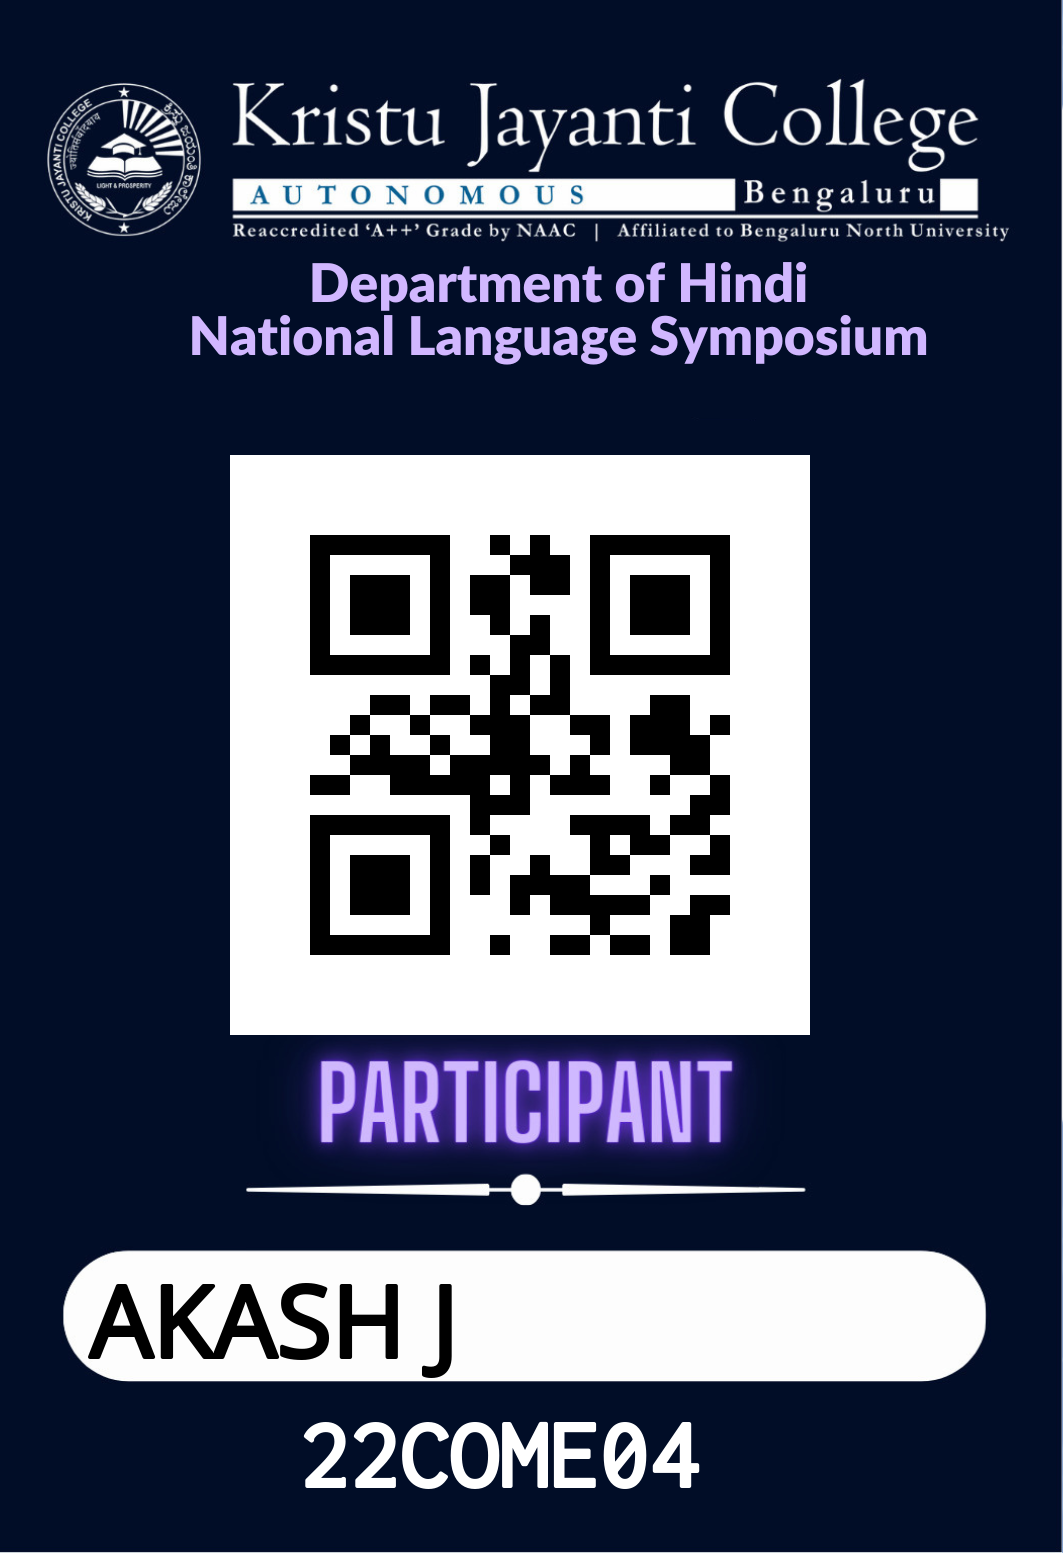 KRISTU JAYANTI COLLEGE
LIGHT & PROSPERITY
Kristu Jayanti College
AUTONOMOUS Bengaluru
Reaccredited ‘A++’ Grade by NAAC | Affiliated to Bengaluru North University
Department of Hindi
National Language Symposium
PARTICIPANT
AKASH J
22COME04